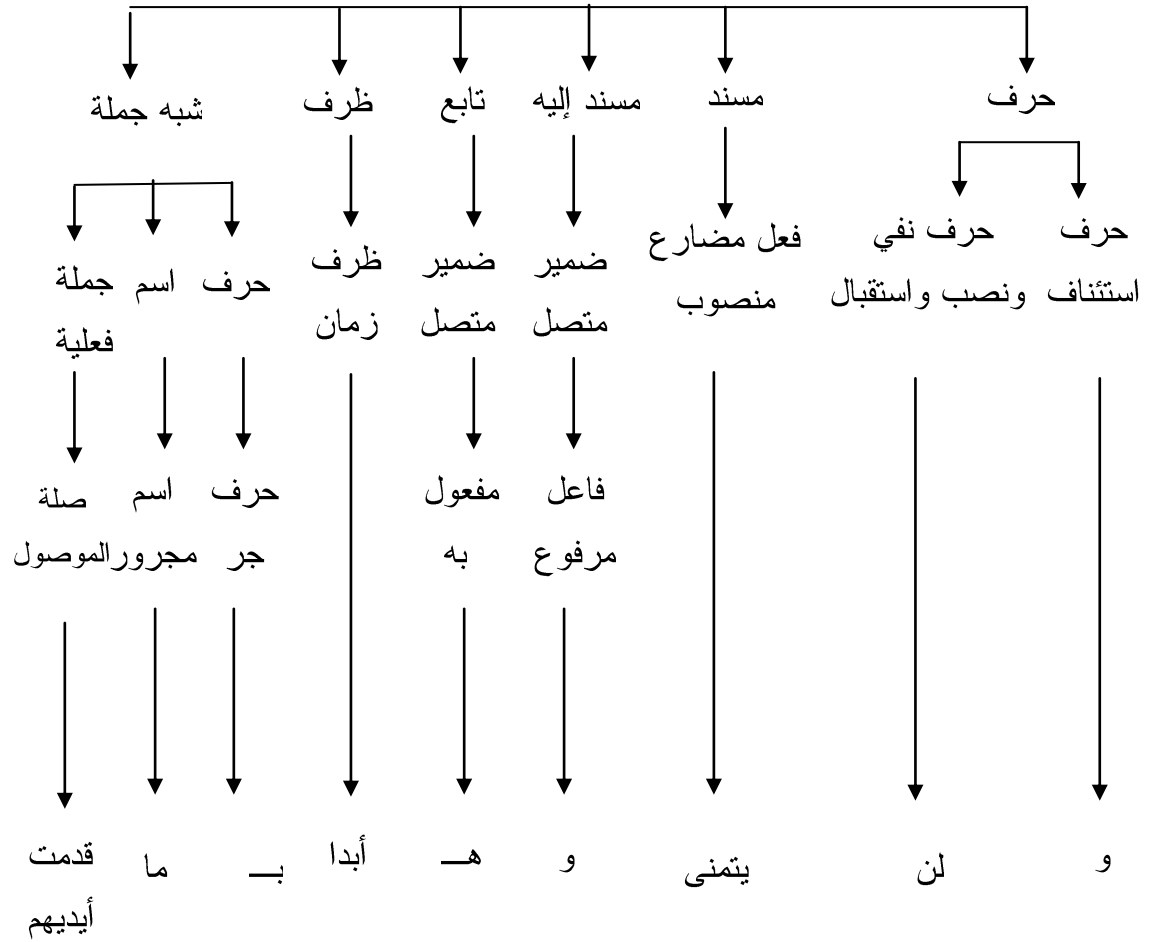 حرف
مسند
مسند إليه
تابع
ظرف
شبه جملة
حرف
استئناف
حرف نفي
ونصب واستقبال
فعل مضارع
منصوب
ضمير
متصل
ضمير
متصل
ظرف
زمان
حرف
اسم
جملة
فعلية
فاعل
مرفوع
مفعول
به
حرف
جر
اسم
مجرور
صلة
الموصول
و
لن
يتمنى
و
هـ
أبدا
بـ
ما
قدمت
أيديهم